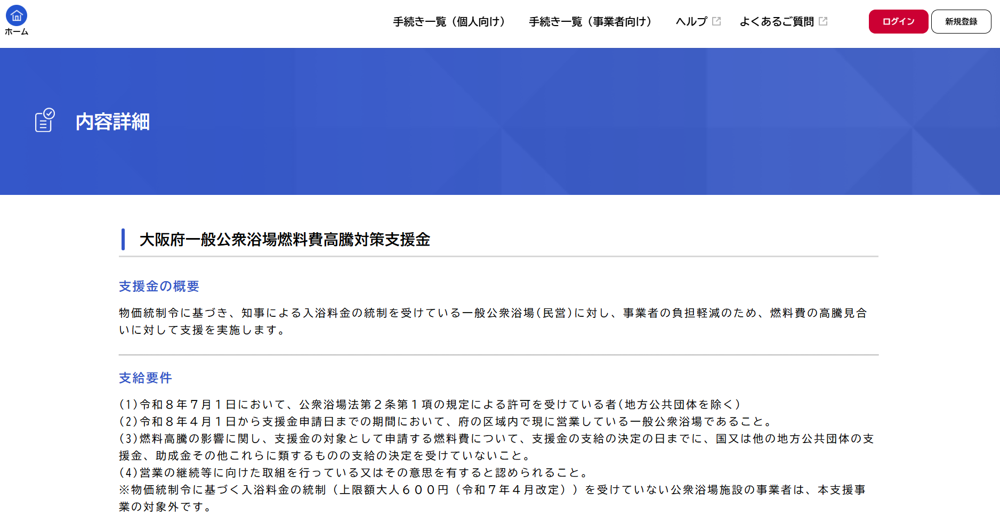 ホーム
手続き一覧（個人向け）
手続き一覧（事業者向け）
ヘルプ
よくあるご質問
ログイン
新規登録
内容詳細
大阪府一般公衆浴場燃料費高騰対策支援金
支援金の概要
物価統制令に基づき、知事による入浴料金の統制を受けている一般公衆浴場(民営)に対し、事業者の負担軽減のため、燃料費の高騰見合
いに対して支援を実施します。
支給要件
(1)令和８年７月１日において、公衆浴場法第２条第１項の規定による許可を受けている者(地方公共団体を除く)
(2)令和８年４月１日から支援金申請日までの期間において、府の区域内で現に営業している一般公衆浴場であること。
(3)燃料高騰の影響に関し、支援金の対象として申請する燃料費について、支援金の支給の決定の日までに、国又は他の地方公共団体の支
援金、助成金その他これらに類するものの支給の決定を受けていないこと。
(4)営業の継続等に向けた取組を行っている又はその意思を有すると認められること。
※物価統制令に基づく入浴料金の統制（上限額大人６００円（令和７年４月改定））を受けていない公衆浴場施設の事業者は、本支援事
業の対象外です。